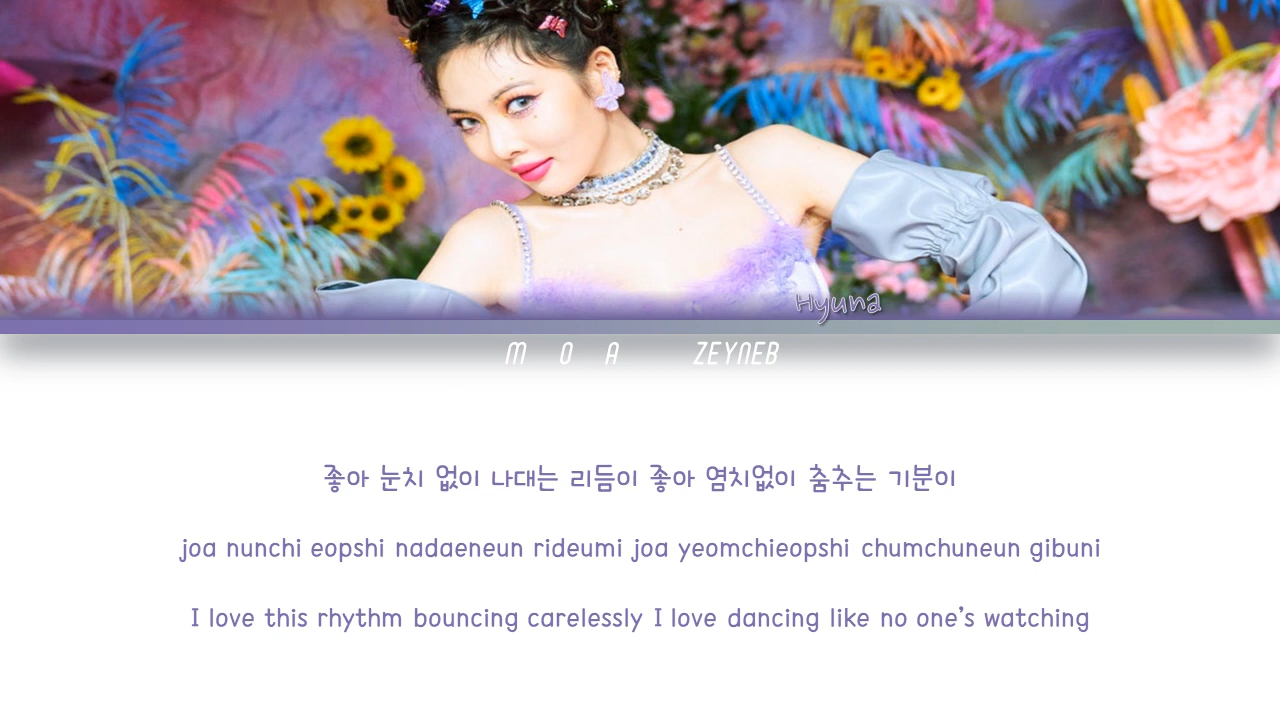 Hyuna
M O A ZEYNEB
좋아 눈치 없이 나대는 리듬이 좋아 염치없이 춤추는 기분이
joa nunchi eopshi nadaeneun rideumi joa yeomchieopshi chumchuneun gibuni
I love this rhythm bouncing carelessly I love dancing like no one’s watching